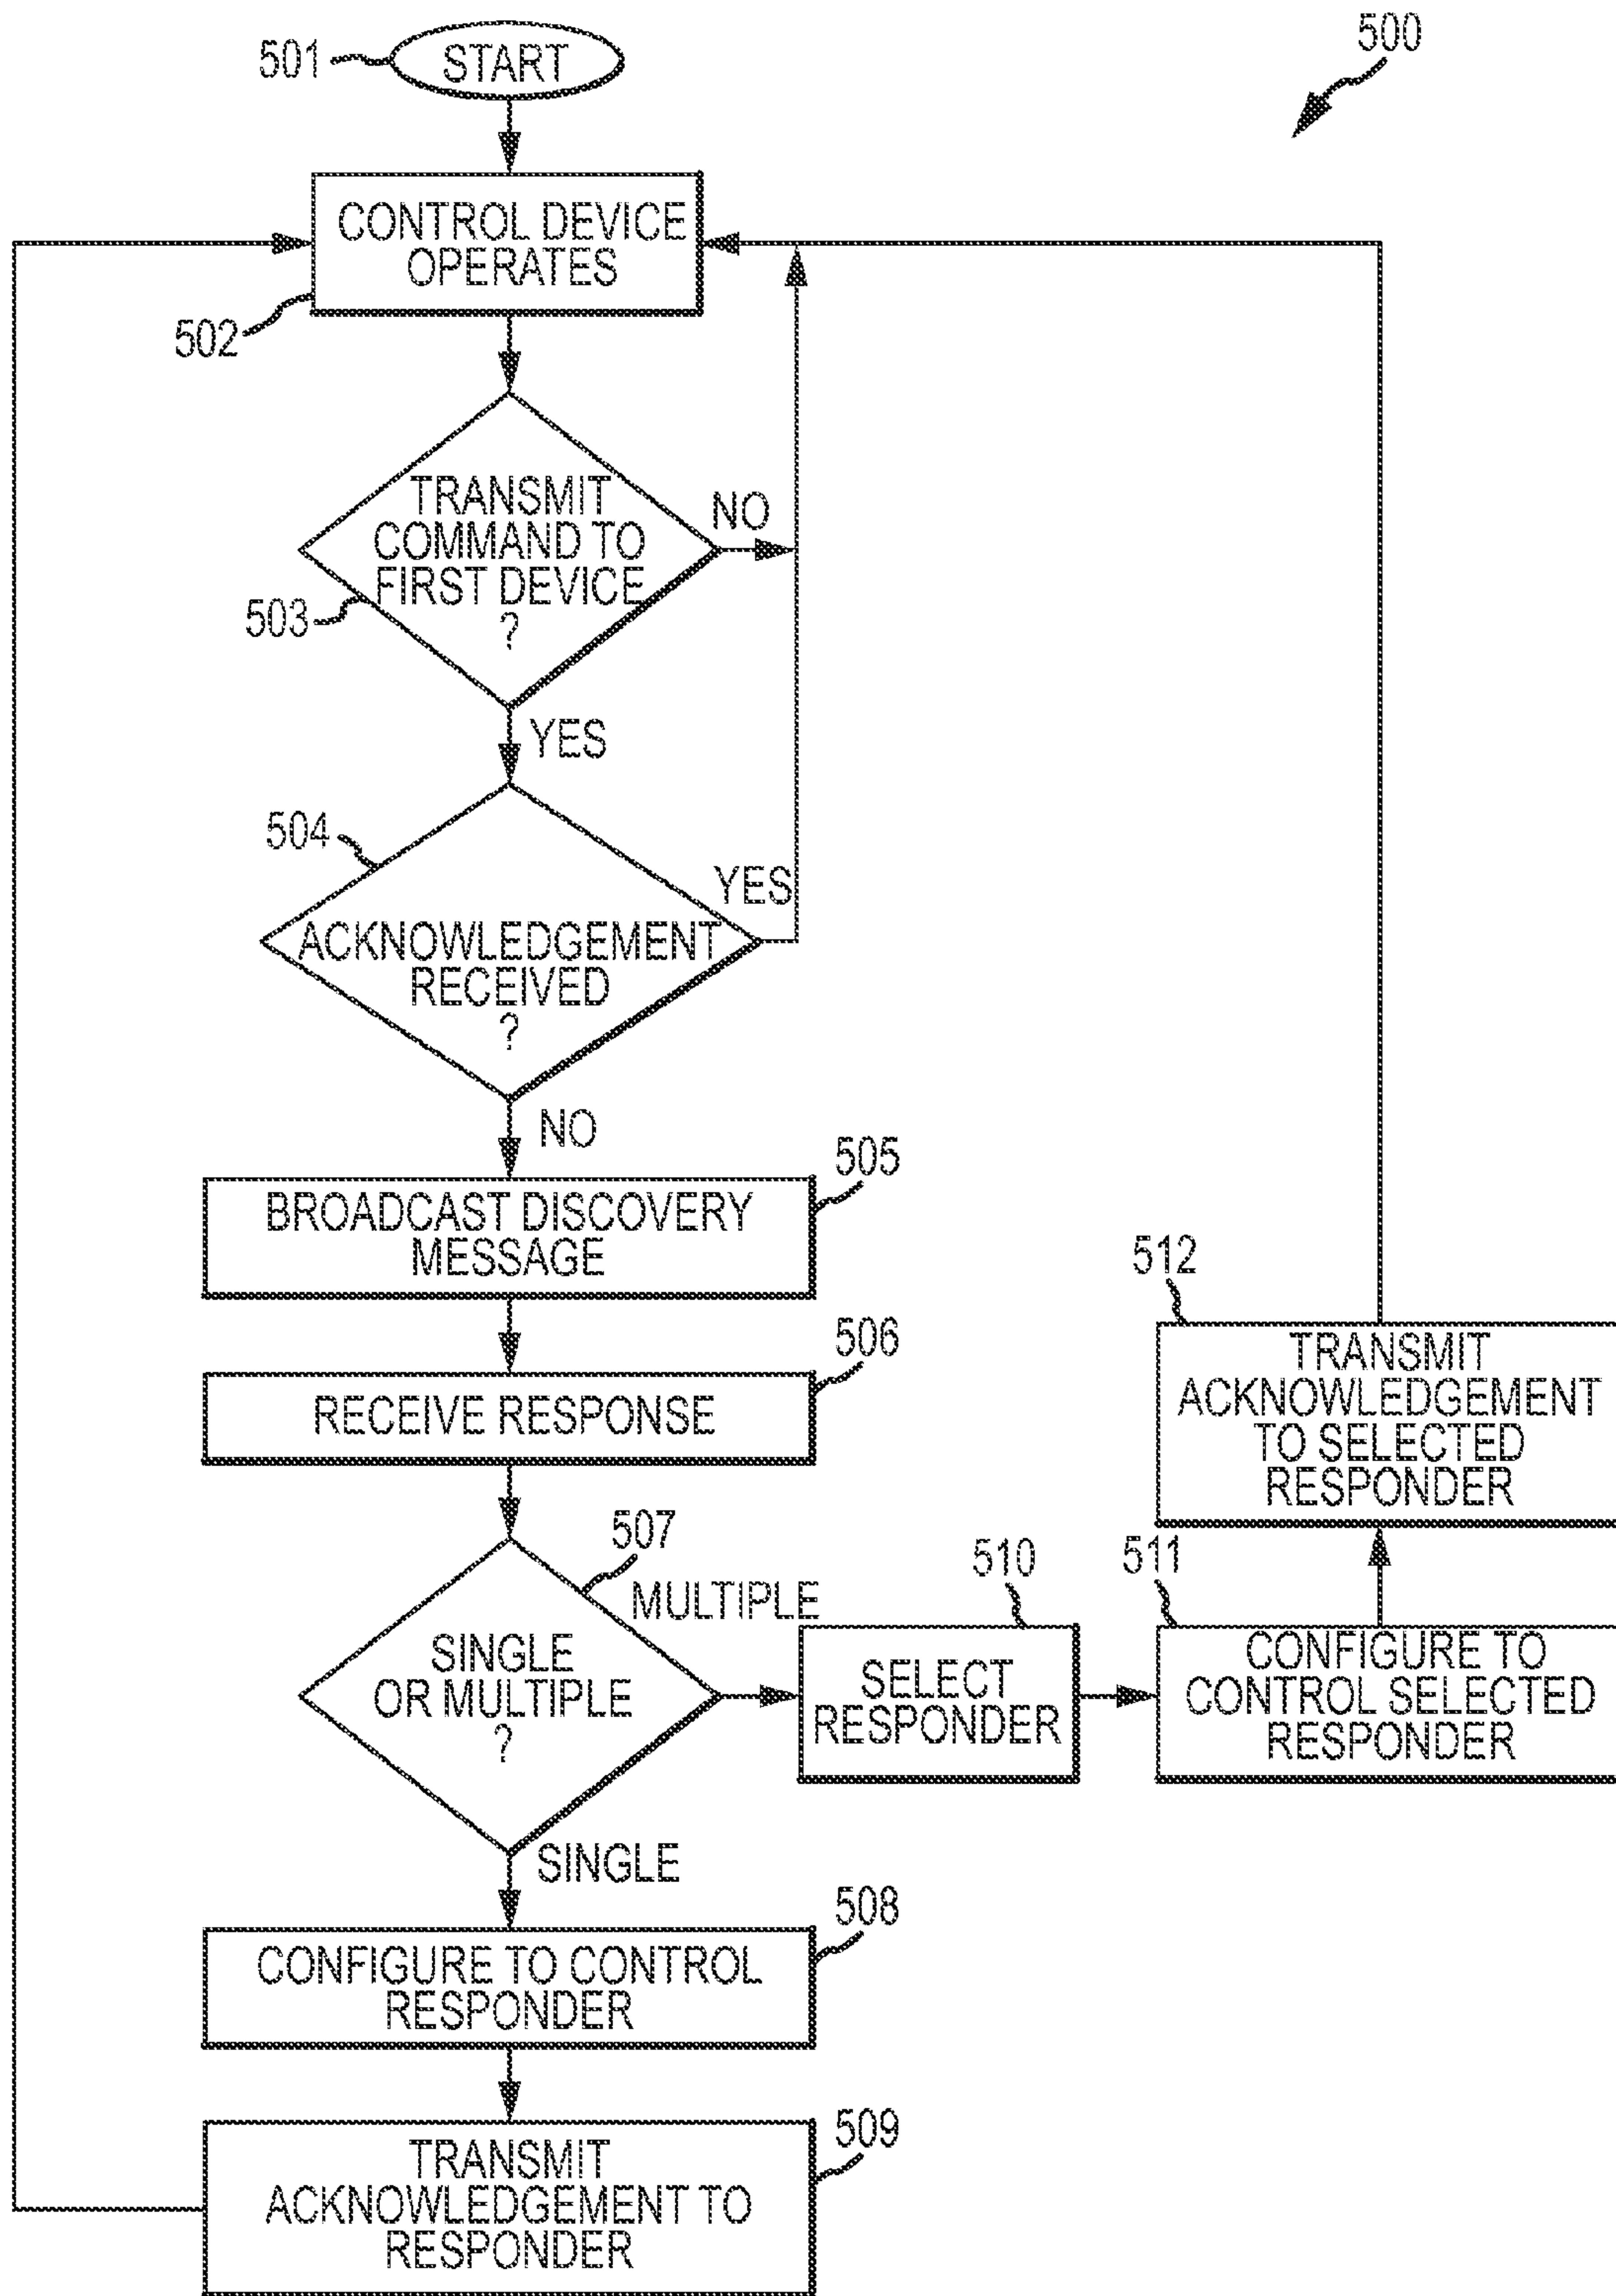 500
501
START
CONTROL DEVICE
OPERATES
502
TRANSMIT
COMMAND TO
FIRST DEVICE
?
NO
503
YES
504
YES
ACKNOWLEDGEMENT
RECEIVED
?
NO
505
BROADCAST DISCOVERY
MESSAGE
506
RECEIVE RESPONSE
507
MULTIPLE
SINGLE
OR MULTIPLE
?
510
SELECT
RESPONDER
511
CONFIGURE TO
CONTROL SELECTED
RESPONDER
512
TRANSMIT
ACKNOWLEDGEMENT
TO SELECTED
RESPONDER
SINGLE
508
CONFIGURE TO CONTROL
RESPONDER
509
TRANSMIT
ACKNOWLEDGEMENT TO
RESPONDER